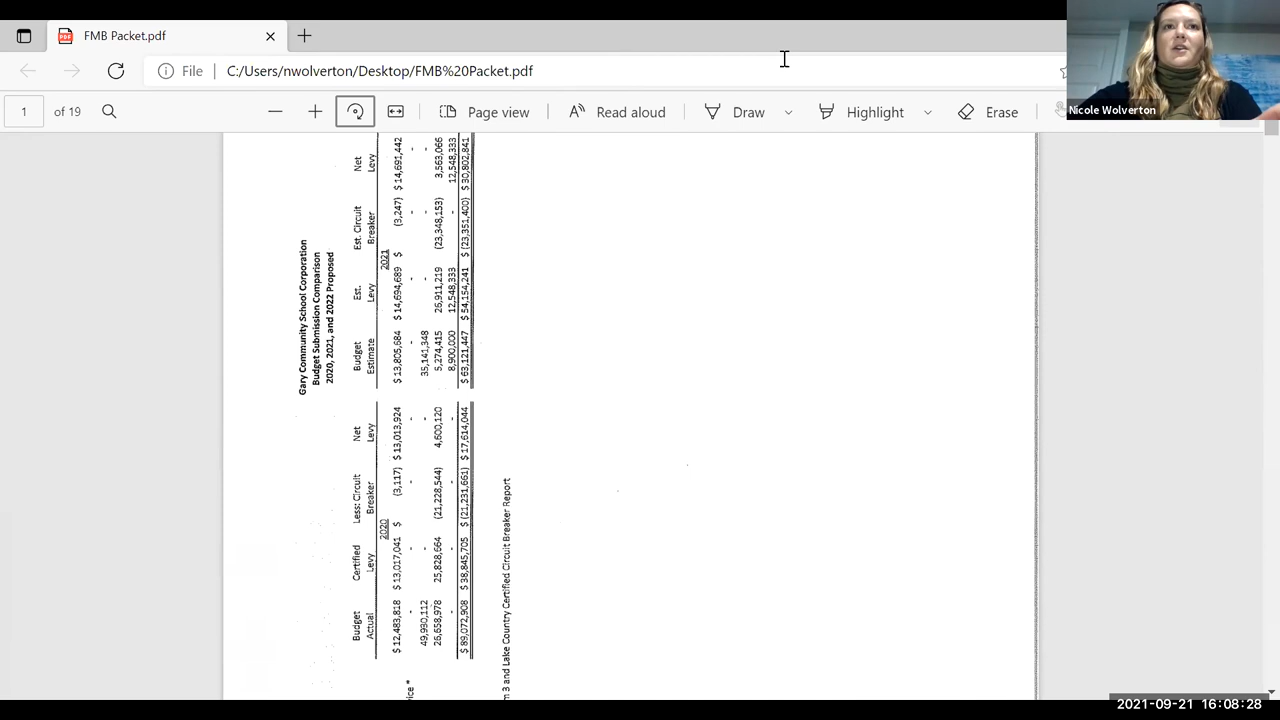 FMB Packet.pdf
File
C:/Users/nwolverton/Desktop/FMB%20Packet.pdf
Nicole Wolverton
1 of 19
Page view
Read aloud
Draw
Highlight
Erase
Gary Community School Corporation
Budget Submission Comparison
2020, 2021, and 2022 Proposed
2020 2021
Budget Certified Less: Circuit Net Budget Est. Est. Circuit Net
Actual Levy Breaker Levy Estimate Levy Breaker Levy
$ 12,483,818 $ 13,017,041 $ (3,117) $ 13,013,924 $ 13,805,684 $ 14,694,689 $ (3,247) $ 14,691,442
- - - - - - - -
49,930,112 - - - 35,141,348 - - -
26,658,978 25,828,664 (21,228,544) 4,600,120 5,274,415 26,911,219 (23,348,153) 3,563,066
- - - - 8,900,000 12,548,333 - 12,548,333
$ 89,072,908 $ 38,845,705 $ (21,231,661) $ 17,614,044 $ 63,121,447 $ 54,154,241 $ (23,351,400) $ 30,802,841
m 3 and Lake Country Certified Circuit Breaker Report
2021-09-21 16:08:28